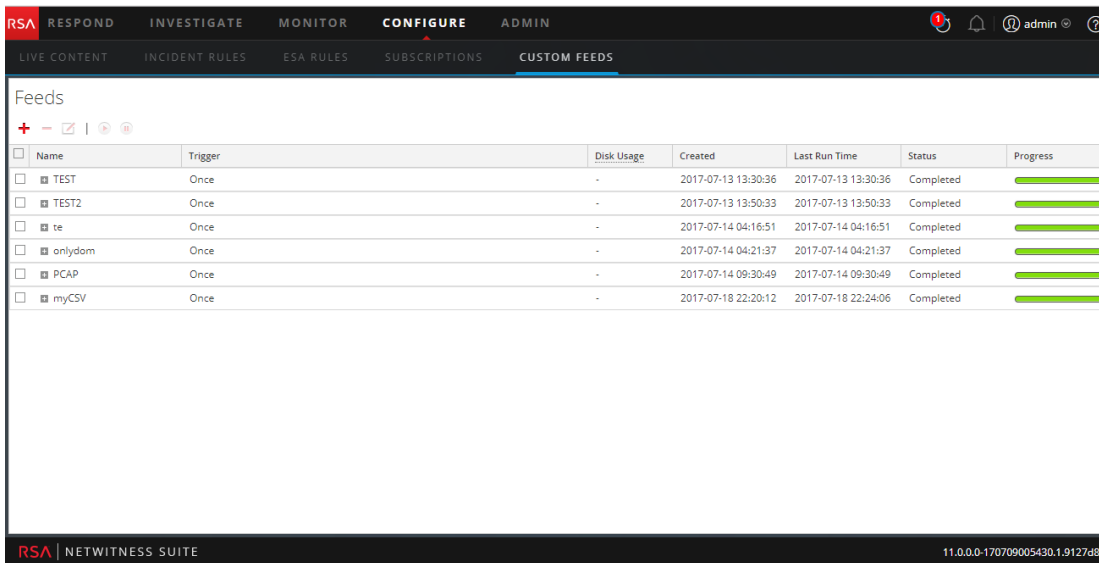 RSA RESPOND INVESTIGATE MONITOR CONFIGURE ADMIN 1 admin ?
LIVE CONTENT INCIDENT RULES ESA RULES SUBSCRIPTIONS CUSTOM FEEDS
Feeds
Name Trigger Disk Usage Created Last Run Time Status Progress
TEST Once - 2017-07-13 13:30:36 2017-07-13 13:30:36 Completed
TEST2 Once - 2017-07-13 13:50:33 2017-07-13 13:50:33 Completed
te Once - 2017-07-14 04:16:51 2017-07-14 04:16:51 Completed
onlydom Once - 2017-07-14 04:21:37 2017-07-14 04:21:37 Completed
PCAP Once - 2017-07-14 09:30:49 2017-07-14 09:30:49 Completed
myCSV Once - 2017-07-18 22:20:12 2017-07-18 22:24:06 Completed
RSA | NETWITNESS SUITE 11.0.0.0-170709005430.1.9127d8